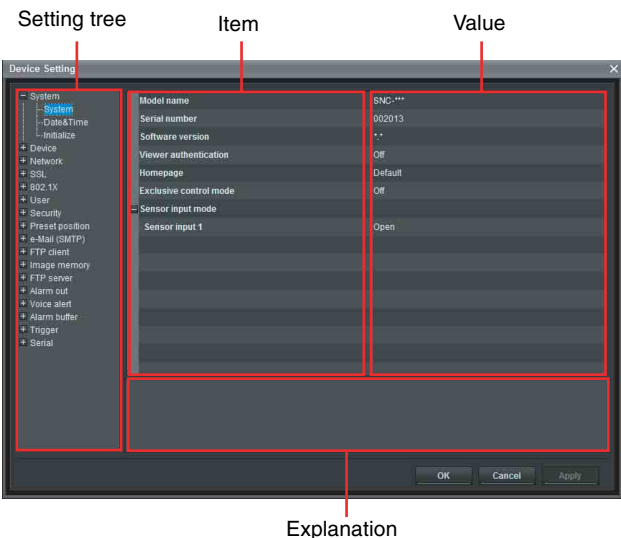 Setting tree
Item
Value
Device Setting
System
System
Date&Time
Initialize
Device
Network
SSL
802.1X
User
Security
Preset position
e-Mail (SMTP)
FTP client
Image memory
FTP server
Alarm out
Voice alert
Alarm buffer
Trigger
Serial
Model name SNC-***
Serial number 002013
Software version *.*
Viewer authentication Off
Homepage Default
Exclusive control mode Off
Sensor input mode
Sensor input 1 Open
OK Cancel Apply
Explanation